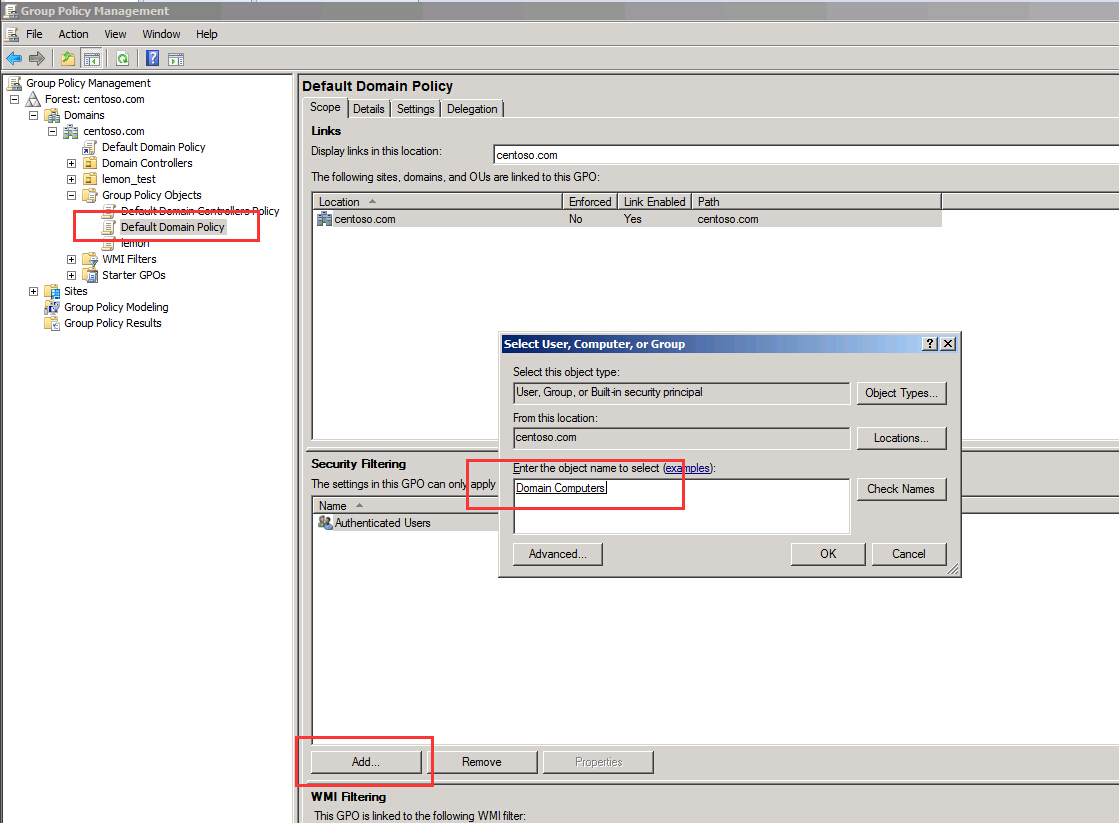 Group Policy Management
File Action View Window Help
Group Policy Management
Forest: centoso.com
Domains
centoso.com
Default Domain Policy
Domain Controllers
lemon_test
Group Policy Objects
Default Domain Controllers Policy
Default Domain Policy
lemon
WMI Filters
Starter GPOs
Sites
Group Policy Modeling
Group Policy Results
Default Domain Policy
Scope Details Settings Delegation
Links
Display links in this location: centoso.com
The following sites, domains, and OUs are linked to this GPO:
Location Enforced Link Enabled Path
centoso.com No Yes centoso.com
Security Filtering
The settings in this GPO can only apply
Name
Authenticated Users
Select User, Computer, or Group
Select this object type:
User, Group, or Built-in security principal Object Types...
From this location:
centoso.com Locations...
Enter the object name to select (examples):
Domain Computers Check Names
Advanced... OK Cancel
Add... Remove Properties
WMI Filtering
This GPO is linked to the following WMI filter: